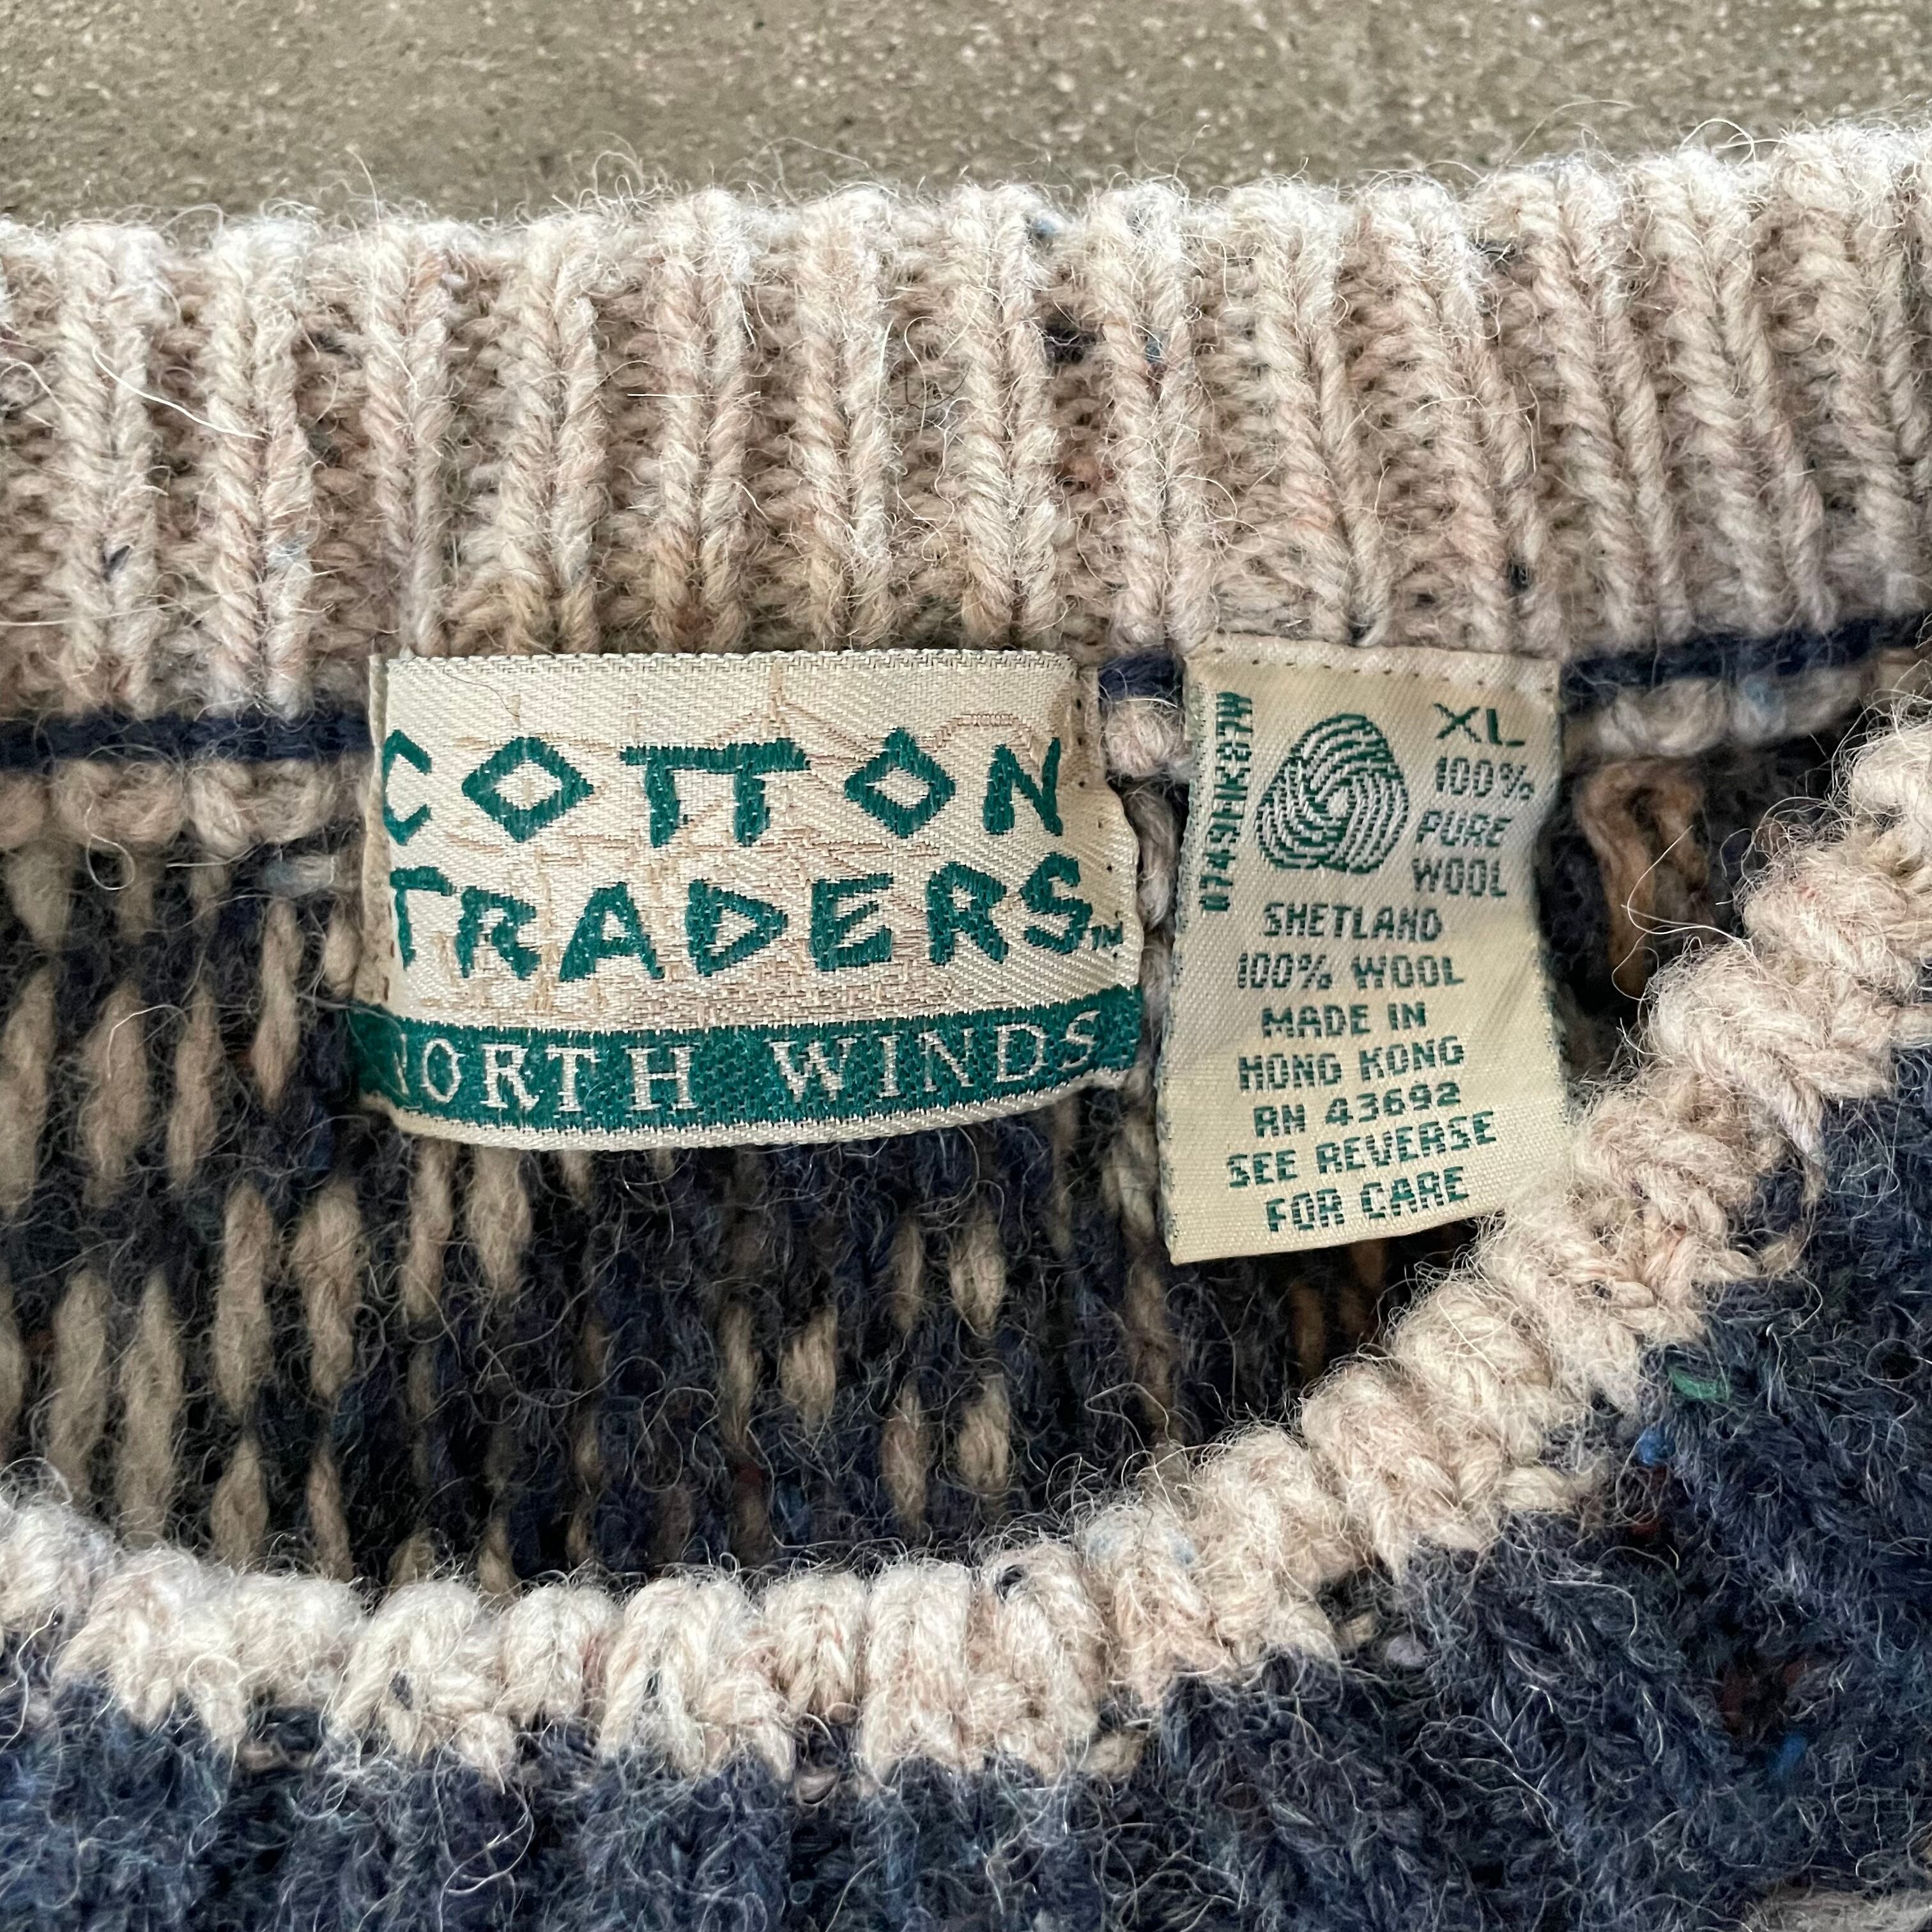 COTTON
TRADERS™
NORTH WINDS
XL
100%
PURE
WOOL
SHETLAND
100% WOOL
MADE IN
HONG KONG
RN 43692
SEE REVERSE
FOR CARE